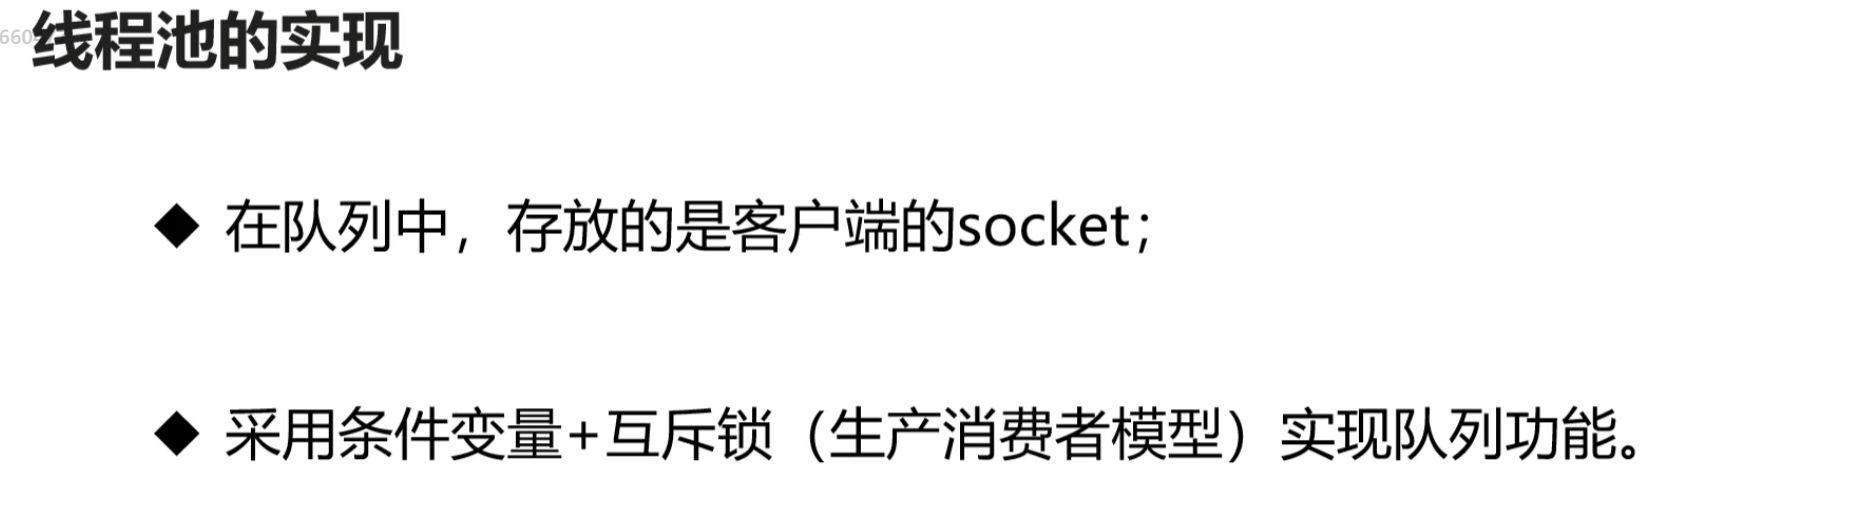 线程池的实现
◆ 在队列中，存放的是客户端的socket；
◆ 采用条件变量+互斥锁（生产消费者模型）实现队列功能。